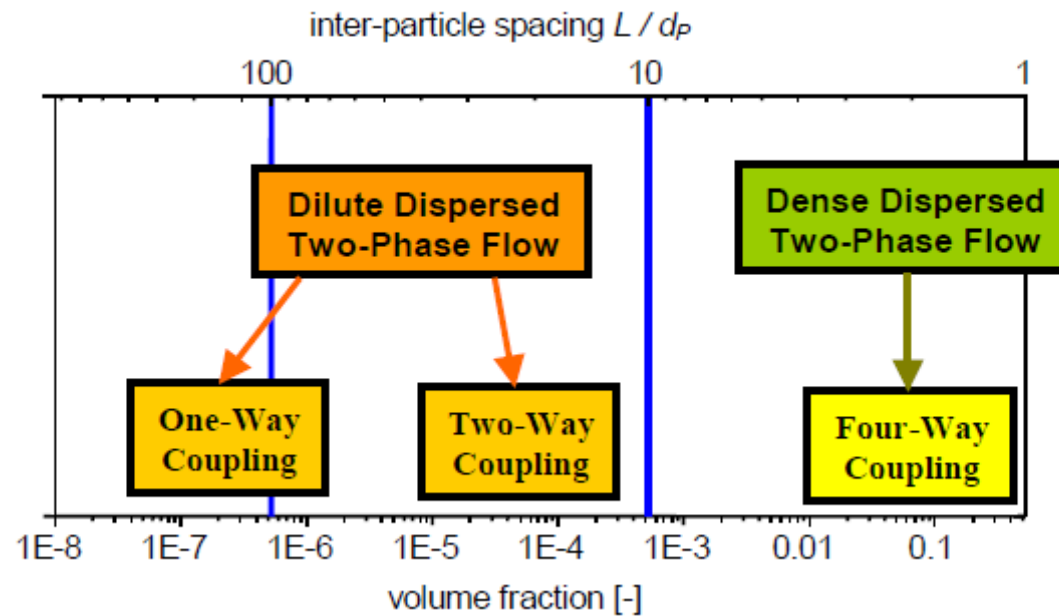 inter-particle spacing L / dP
100 10 1
Dilute Dispersed
Two-Phase Flow
Dense Dispersed
Two-Phase Flow
One-Way
Coupling
Two-Way
Coupling
Four-Way
Coupling
1E-8 1E-7 1E-6 1E-5 1E-4 1E-3 0.01 0.1
volume fraction [-]